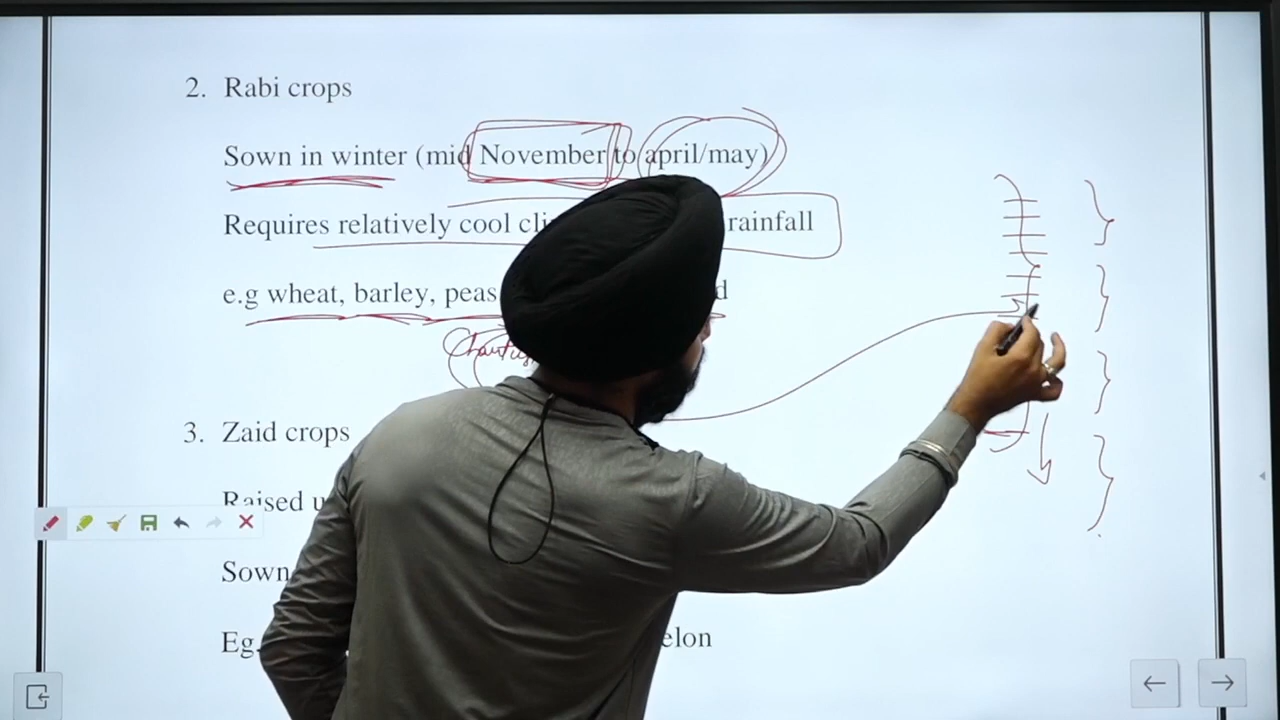 2. Rabi crops
Sown in winter (mid November to april/may)
Requires relatively cool cli rainfall
e.g wheat, barley, peas d
3. Zaid crops
Raised u
Sown
Eg. elon